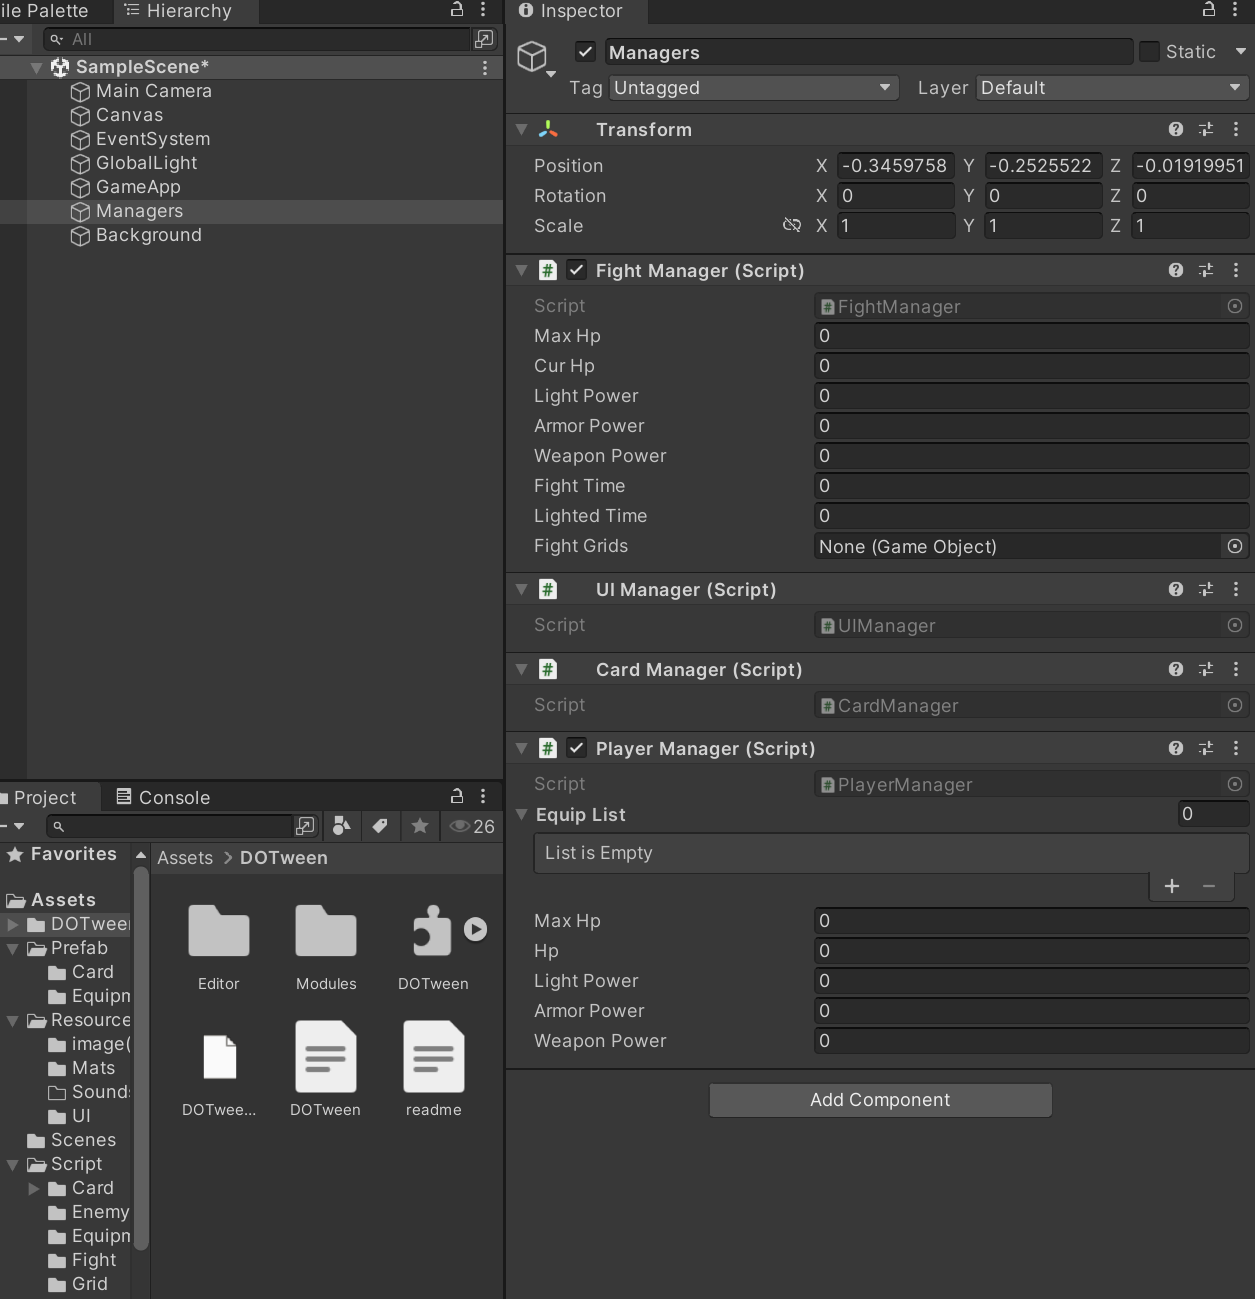 ile Palette
Hierarchy
All
SampleScene*
Main Camera
Canvas
EventSystem
GlobalLight
GameApp
Managers
Background
Project
Console
26
Favorites
Assets
DOTween
Prefab
Card
Equipm
Resource
image(
Mats
Sounds
UI
Scenes
Script
Card
Enemy
Equipm
Fight
Grid
Assets > DOTween
Editor
Modules
DOTween
DOTwee...
DOTween
readme
Inspector
Managers
Static
Tag Untagged
Layer Default
Transform
Position X -0.3459758 Y -0.2525522 Z -0.01919951
Rotation X 0 Y 0 Z 0
Scale X 1 Y 1 Z 1
# Fight Manager (Script)
Script # FightManager
Max Hp 0
Cur Hp 0
Light Power 0
Armor Power 0
Weapon Power 0
Fight Time 0
Lighted Time 0
Fight Grids None (Game Object)
# UI Manager (Script)
Script # UIManager
# Card Manager (Script)
Script # CardManager
# Player Manager (Script)
Script # PlayerManager
Equip List 0
List is Empty
+ −
Max Hp 0
Hp 0
Light Power 0
Armor Power 0
Weapon Power 0
Add Component